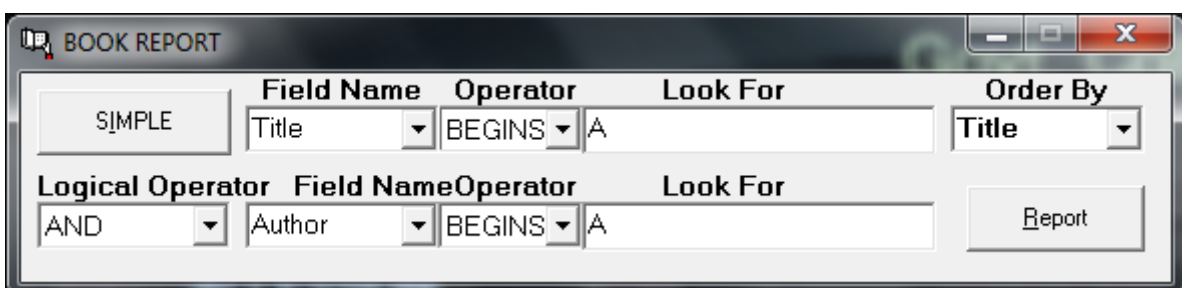 BOOK REPORT
SIMPLE
Field Name Operator Look For Order By
Title BEGINS A Title
Logical Operator Field Name Operator Look For
AND Author BEGINS A
Report